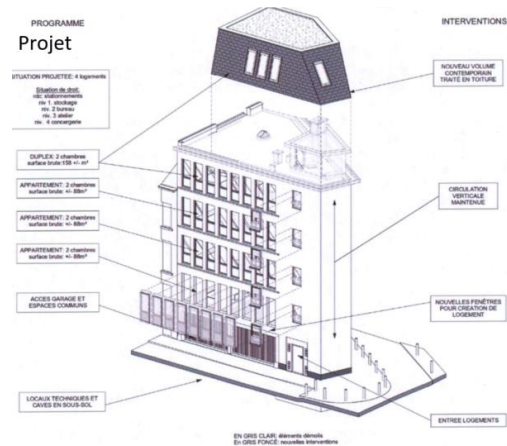 PROGRAMME
Projet
SITUATION PROJETEE: 4 logements
Situation de droit:
rdc: stationnements
niv 1. stockage
niv. 2 bureau
niv. 3 atelier
niv. 4 conciergerie
DUPLEX: 2 chambres
surface brute:158 +/- m²
APPARTEMENT: 2 chambres
surface brute: +/- 88m²
APPARTEMENT: 2 chambres
surface brute: +/- 88m²
APPARTEMENT: 2 chambres
surface brute: +/- 88m²
ACCES GARAGE ET
ESPACES COMMUNS
LOCAUX TECHNIQUES ET
CAVES EN SOUS-SOL
INTERVENTIONS
NOUVEAU VOLUME
CONTEMPORAIN
TRAITÉ EN TOITURE
CIRCULATION
VERTICALE
MAINTENUE
NOUVELLES FENÊTRES
POUR CREATION DE
LOGEMENT
ENTREE LOGEMENTS
EN GRIS CLAIR: éléments démolis
EN GRIS FONCÉ: nouvelles interventions